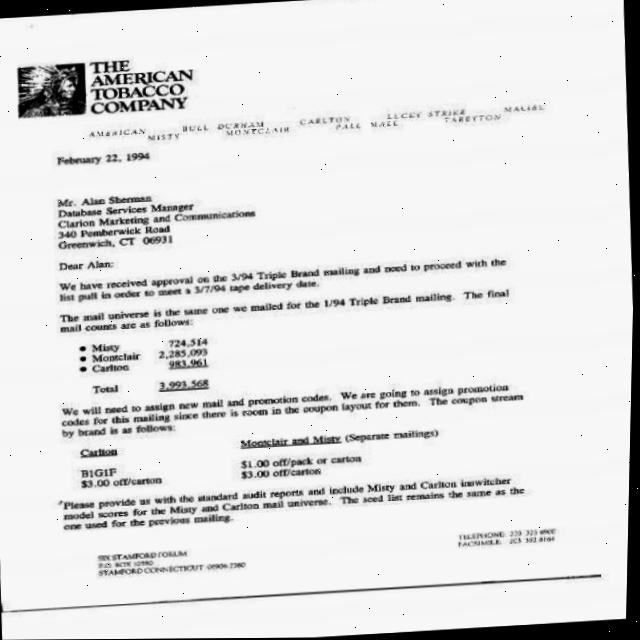 THE
AMERICAN
TOBACCO
COMPANY
AMERICAN MISTY BULL DURHAM MONTCLAIR CARLTON PALL MALL LUCKY STRIKE TAREYTON MALIBU
February 22, 1994
Mr. Alan Sherman
Database Services Manager
Clarion Marketing and Communications
340 Pemberwick Road
Greenwich, CT 06931
Dear Alan:
We have received approval on the 3/94 Triple Brand mailing and need to proceed with the
list pull in order to meet a 3/7/94 tape delivery date.
The mail universe is the same one we mailed for the 1/94 Triple Brand mailing. The final
mail counts are as follows:
• Misty 724,514
• Montclair 2,285,093
• Carlton 983,961
Total 3,993,568
We will need to assign new mail and promotion codes. We are going to assign promotion
codes for this mailing since there is room in the coupon layout for them. The coupon stream
by brand is as follows:
Carlton Montclair and Misty (Separate mailings)
B1G1F $1.00 off/pack or carton
$3.00 off/carton $3.00 off/carton
Please provide us with the standard audit reports and include Misty and Carlton inswitcher
model scores for the Misty and Carlton mail universe. The seed list remains the same as the
one used for the previous mailing.
SIX STAMFORD FORUM
P.O. BOX
STAMFORD CONNECTICUT
TELEPHONE:
FACSIMILE: